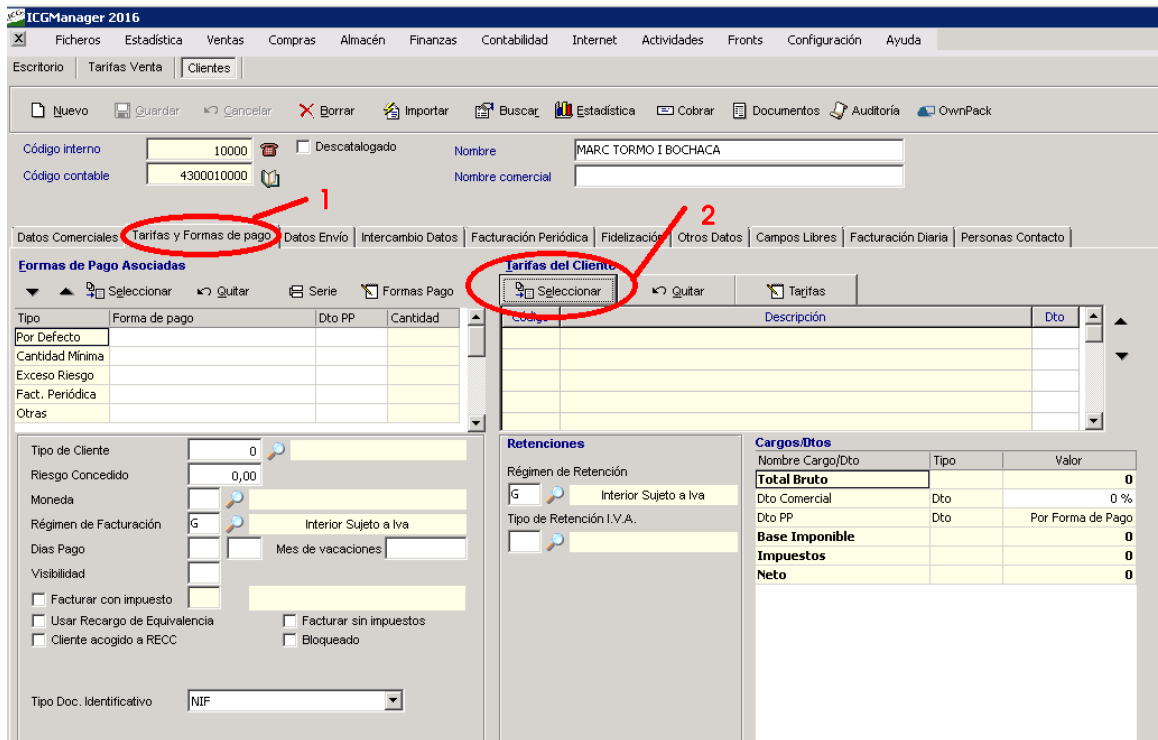 ICGManager 2016
X Ficheros Estadística Ventas Compras Almacén Finanzas Contabilidad Internet Actividades Fronts Configuración Ayuda
Escritorio Tarifas Venta Clientes
Nuevo Guardar Cancelar Borrar Importar Buscar Estadística Cobrar Documentos Auditoría OwnPack
Código interno 10000 Descatalogado Nombre MARC TORMO I BOCHACA
Código contable 4300010000 Nombre comercial
1
2
Datos Comerciales Tarifas y Formas de pago Datos Envío Intercambio Datos Facturación Periódica Fidelización Otros Datos Campos Libres Facturación Diaria Personas Contacto
Formas de Pago Asociadas Tarifas del Cliente
Seleccionar Quitar Serie Formas Pago Seleccionar Quitar Tarifas
Tipo Forma de pago Dto PP Cantidad Código Descripción Dto
Por Defecto
Cantidad Mínima
Exceso Riesgo
Fact. Periódica
Otras
Tipo de Cliente 0 Retenciones Cargos/Dtos
Riesgo Concedido 0,00 Régimen de Retención Nombre Cargo/Dto Tipo Valor
Total Bruto 0
Moneda G Interior Sujeto a Iva Dto Comercial Dto 0 %
Régimen de Facturación G Interior Sujeto a Iva Tipo de Retención I.V.A. Dto PP Dto Por Forma de Pago
Dias Pago Mes de vacaciones Base Imponible 0
Impuestos 0
Visibilidad Neto 0
Facturar con impuesto
Usar Recargo de Equivalencia Facturar sin impuestos
Cliente acogido a RECC Bloqueado
Tipo Doc. Identificativo NIF